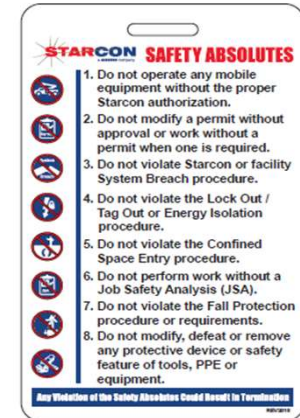 STARCON SAFETY ABSOLUTES
1. Do not operate any mobile
equipment without the proper
Starcon authorization.
2. Do not modify a permit without
approval or work without a
permit when one is required.
3. Do not violate Starcon or facility
System Breach procedure.
4. Do not violate the Lock Out /
Tag Out or Energy Isolation
procedure.
5. Do not violate the Confined
Space Entry procedure.
6. Do not perform work without a
Job Safety Analysis (JSA).
7. Do not violate the Fall Protection
procedure or requirements.
8. Do not modify, defeat or remove
any protective device or safety
feature of tools, PPE or
equipment.
Any Violation of the Safety Absolutes Could Result In Termination